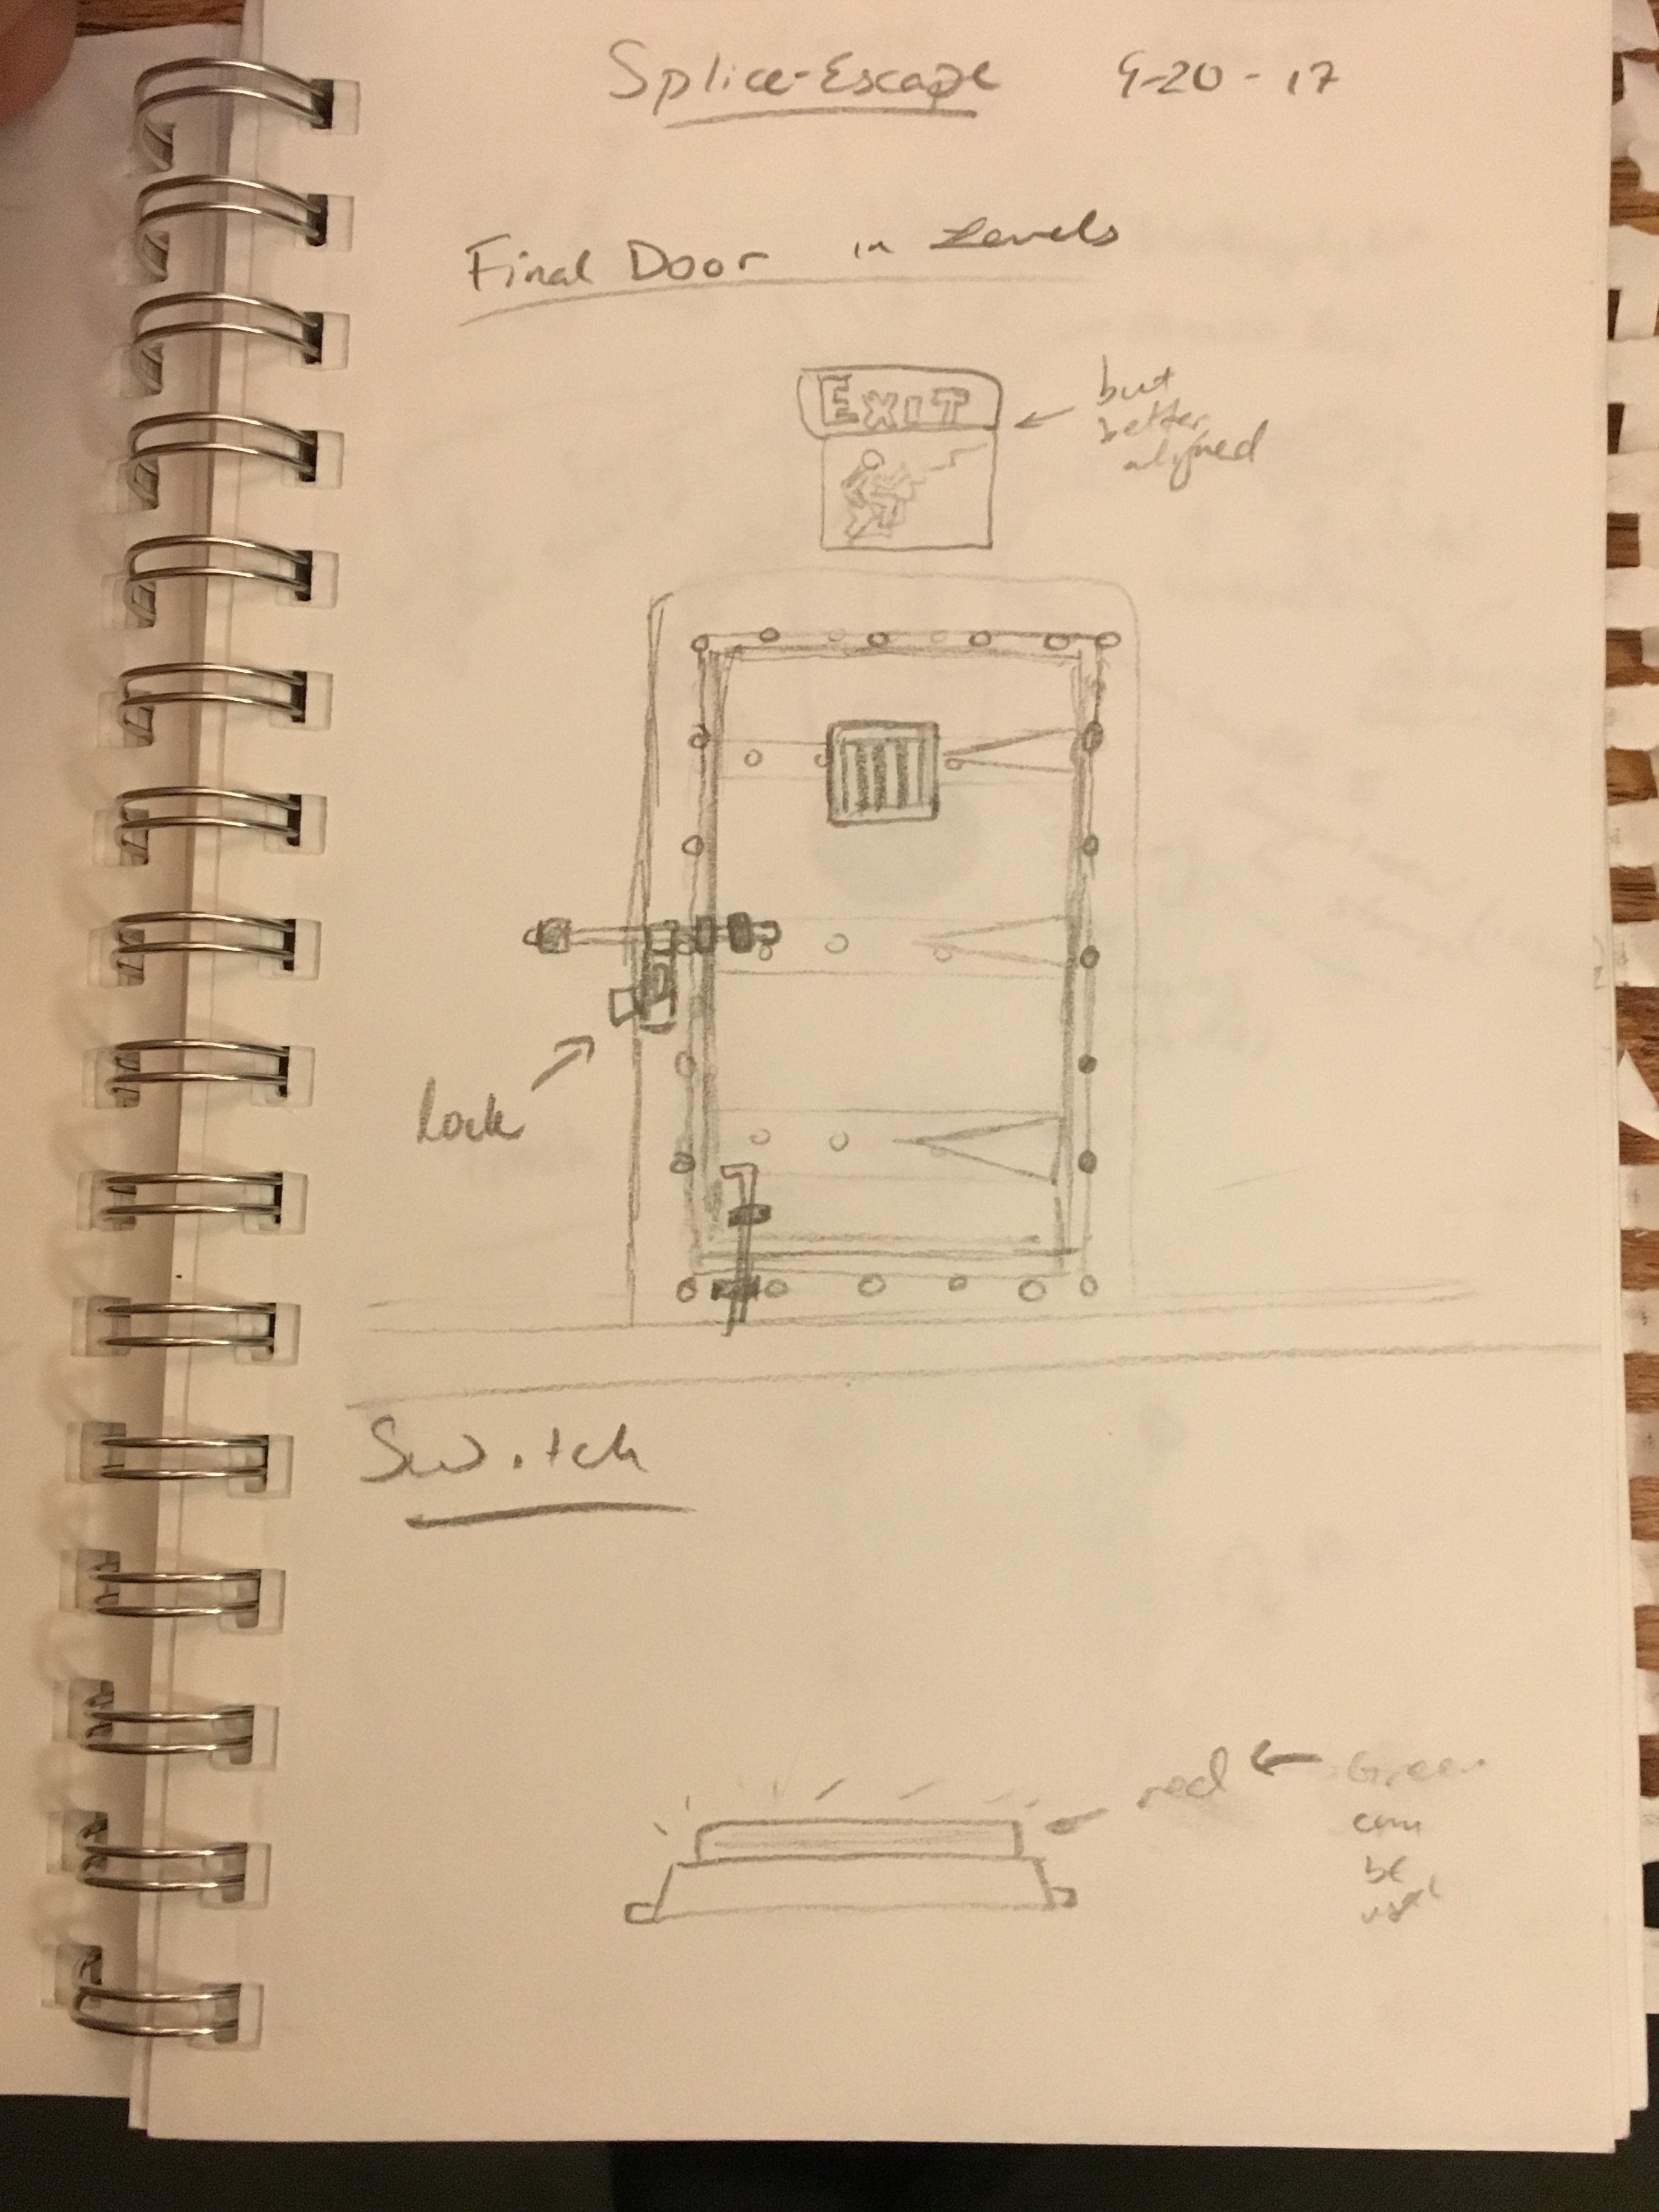 Splice-Escape 9-20-17
Final Door in Levels
EXIT
but
better
aligned
Lock
Switch
red ← Green
can
be
used